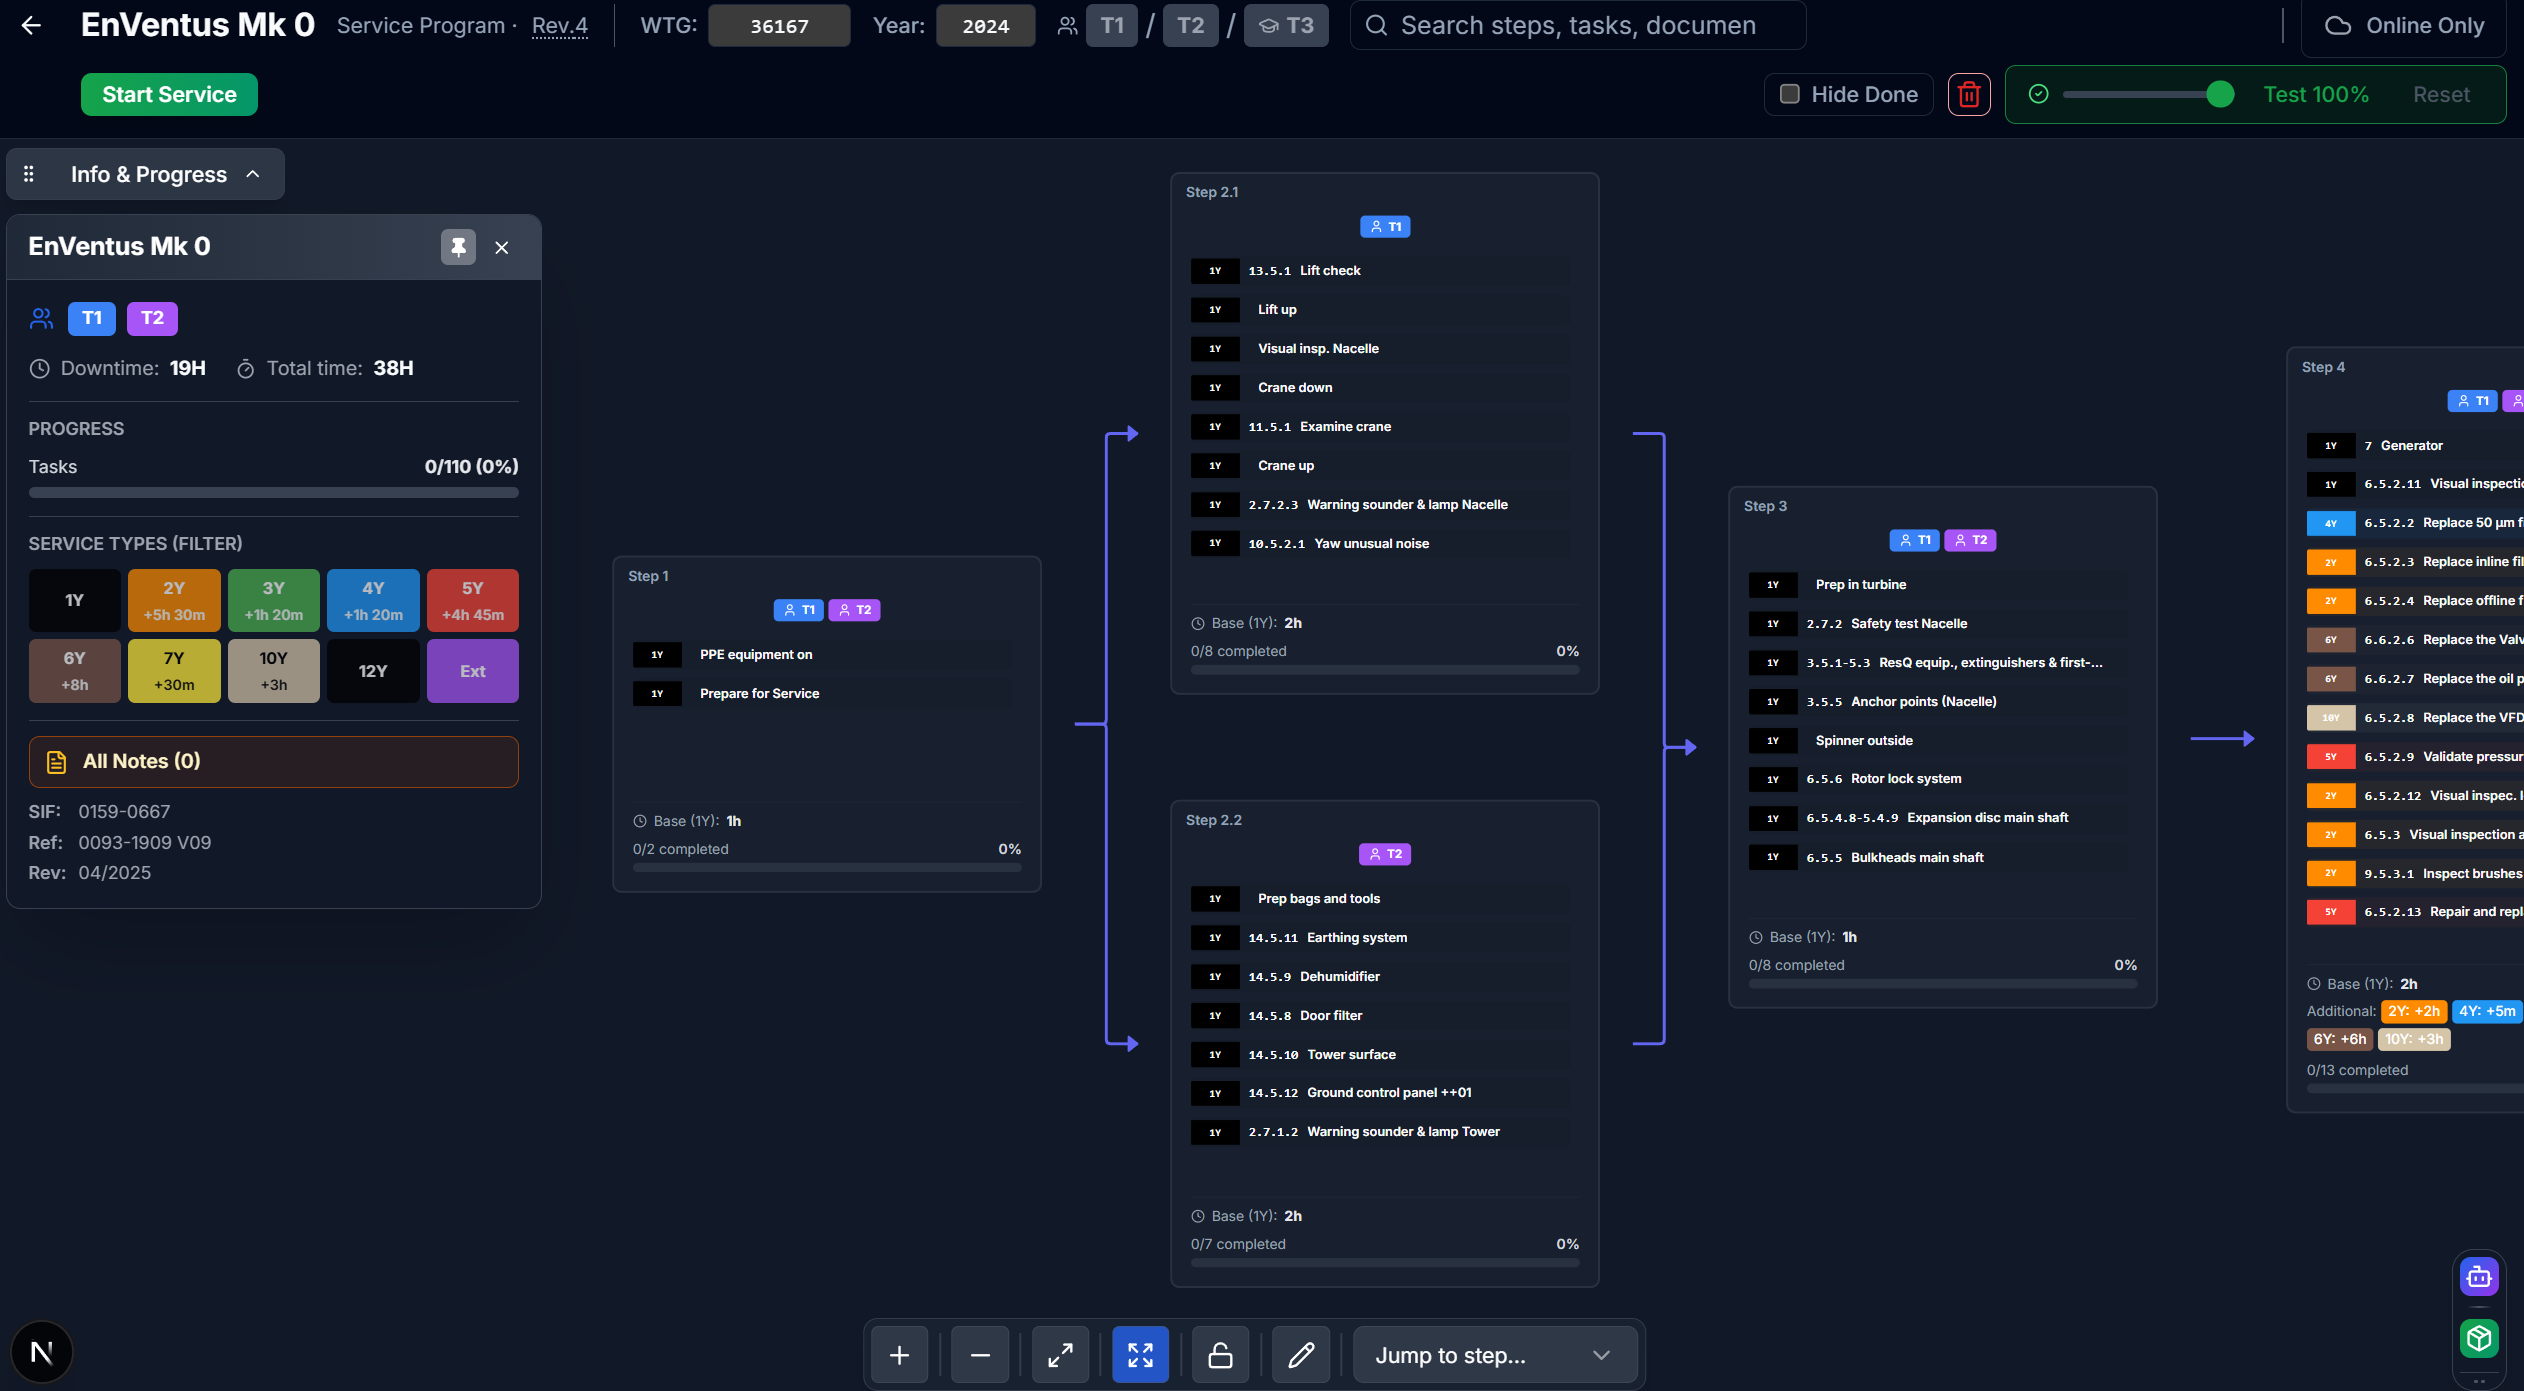 EnVentus Mk 0 Service Program · Rev.4 WTG: 36167 Year: 2024 T1 / T2 / T3 Search steps, tasks, documen Online Only
Start Service Hide Done Test 100% Reset
Info & Progress
EnVentus Mk 0
T1 T2
Downtime: 19H Total time: 38H
PROGRESS
Tasks 0/110 (0%)
SERVICE TYPES (FILTER)
1Y
2Y +5h 30m
3Y +1h 20m
4Y +1h 20m
5Y +4h 45m
6Y +8h
7Y +30m
10Y +3h
12Y
Ext
All Notes (0)
SIF: 0159-0667
Ref: 0093-1909 V09
Rev: 04/2025
Step 1
T1 T2
1Y PPE equipment on
1Y Prepare for Service
Base (1Y): 1h
0/2 completed 0%
Step 2.1
T1
1Y 13.5.1 Lift check
1Y Lift up
1Y Visual insp. Nacelle
1Y Crane down
1Y 11.5.1 Examine crane
1Y Crane up
1Y 2.7.2.3 Warning sounder & lamp Nacelle
1Y 10.5.2.1 Yaw unusual noise
Base (1Y): 2h
0/8 completed 0%
Step 2.2
T2
1Y Prep bags and tools
1Y 14.5.11 Earthing system
1Y 14.5.9 Dehumidifier
1Y 14.5.8 Door filter
1Y 14.5.10 Tower surface
1Y 14.5.12 Ground control panel ++01
1Y 2.7.1.2 Warning sounder & lamp Tower
Base (1Y): 2h
0/7 completed 0%
Step 3
T1 T2
1Y Prep in turbine
1Y 2.7.2 Safety test Nacelle
1Y 3.5.1-5.3 ResQ equip., extinguishers & first-...
1Y 3.5.5 Anchor points (Nacelle)
1Y Spinner outside
1Y 6.5.6 Rotor lock system
1Y 6.5.4.8-5.4.9 Expansion disc main shaft
1Y 6.5.5 Bulkheads main shaft
Base (1Y): 1h
0/8 completed 0%
Step 4
T1
1Y 7 Generator
1Y 6.5.2.11 Visual inspectio
4Y 6.5.2.2 Replace 50 µm f
2Y 6.5.2.3 Replace inline fil
2Y 6.5.2.4 Replace offline f
6Y 6.6.2.6 Replace the Valv
6Y 6.6.2.7 Replace the oil p
10Y 6.5.2.8 Replace the VFD
5Y 6.5.2.9 Validate pressur
2Y 6.5.2.12 Visual inspec.
2Y 6.5.3 Visual inspection a
2Y 9.5.3.1 Inspect brushes
5Y 6.5.2.13 Repair and repl
Base (1Y): 2h
Additional: 2Y: +2h 4Y: +5m
6Y: +6h 10Y: +3h
0/13 completed
N
Jump to step...